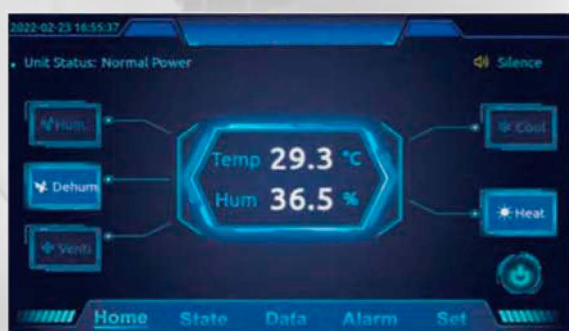 2022-02-23 16:55:37
Unit Status: Normal Power
Silence
Hum.
Cool
Temp 29.3 °C
Dehum
Hum 36.5 %
Heat
Venti
Home State Data Alarm Set